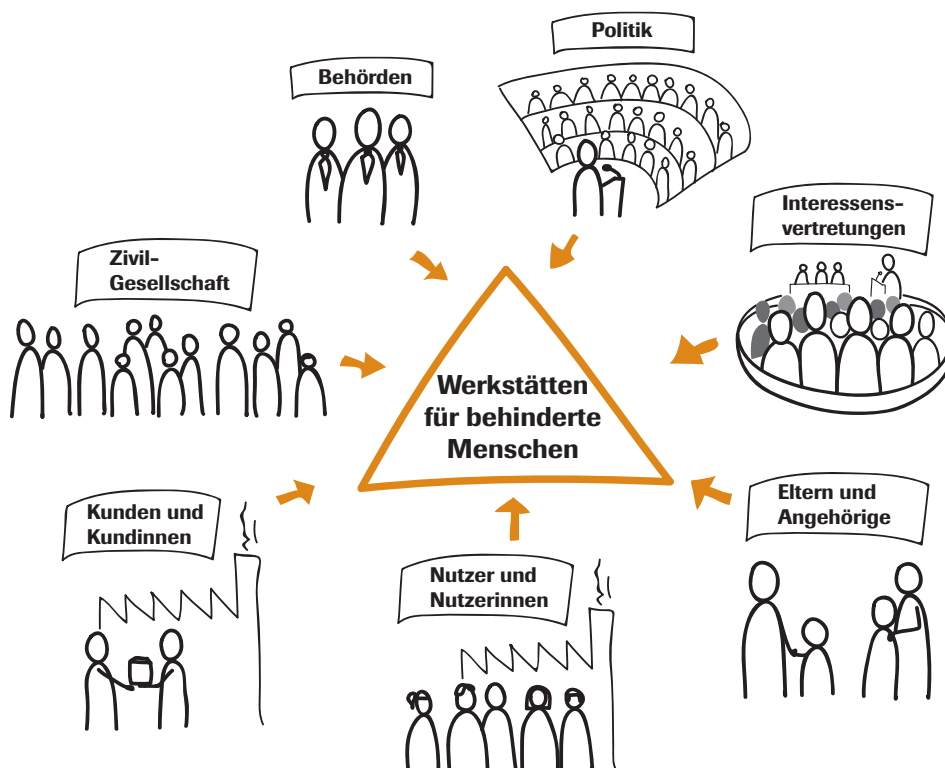 Politik
Behörden
Interessens-
vertretungen
Zivil-
Gesellschaft
Werkstätten
für behinderte
Menschen
Kunden und
Kundinnen
Nutzer und
Nutzerinnen
Eltern und
Angehörige